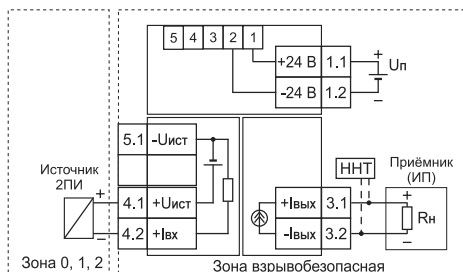 5 4 3 2 1
+24 В 1.1
-24 В 1.2
+
Uп
–
5.1 -Uист
Источник
2ПИ
+
4.1 +Uист
–
4.2 +Iвх
ННТ
Приёмник
(ИП)
+Iвых 3.1
+
Rн
-Iвых 3.2
–
Зона 0, 1, 2
Зона взрывобезопасная